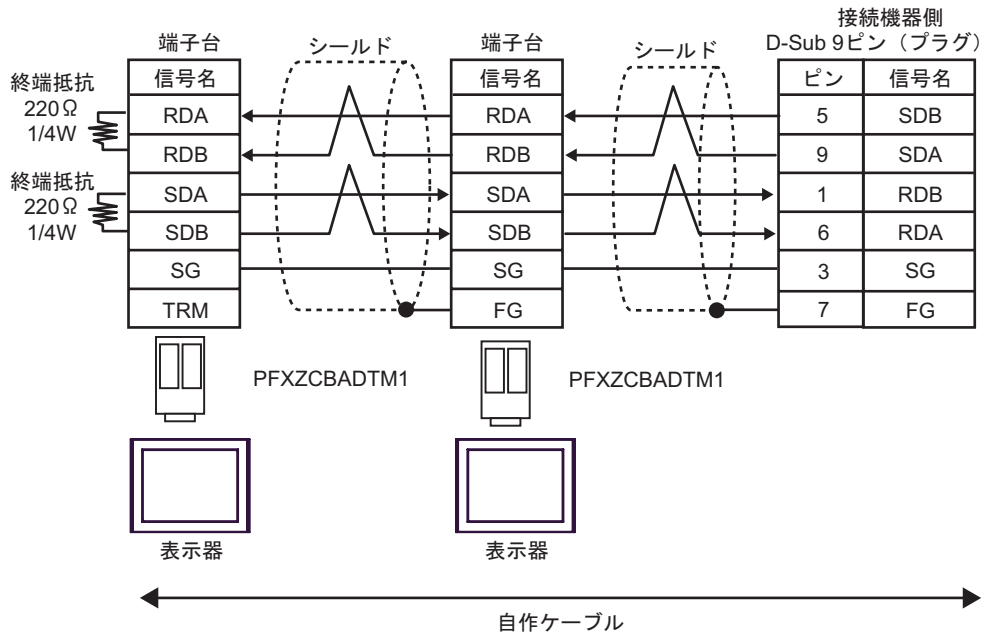 接続機器側
端子台
シールド
端子台
シールド
D-Sub 9ピン（プラグ）
終端抵抗
220Ω
1/4W
終端抵抗
220Ω
1/4W
信号名
RDA
RDB
SDA
SDB
SG
TRM
信号名
RDA
RDB
SDA
SDB
SG
FG
ピン 信号名
5 SDB
9 SDA
1 RDB
6 RDA
3 SG
7 FG
PFXZCBADTM1
PFXZCBADTM1
表示器
表示器
自作ケーブル